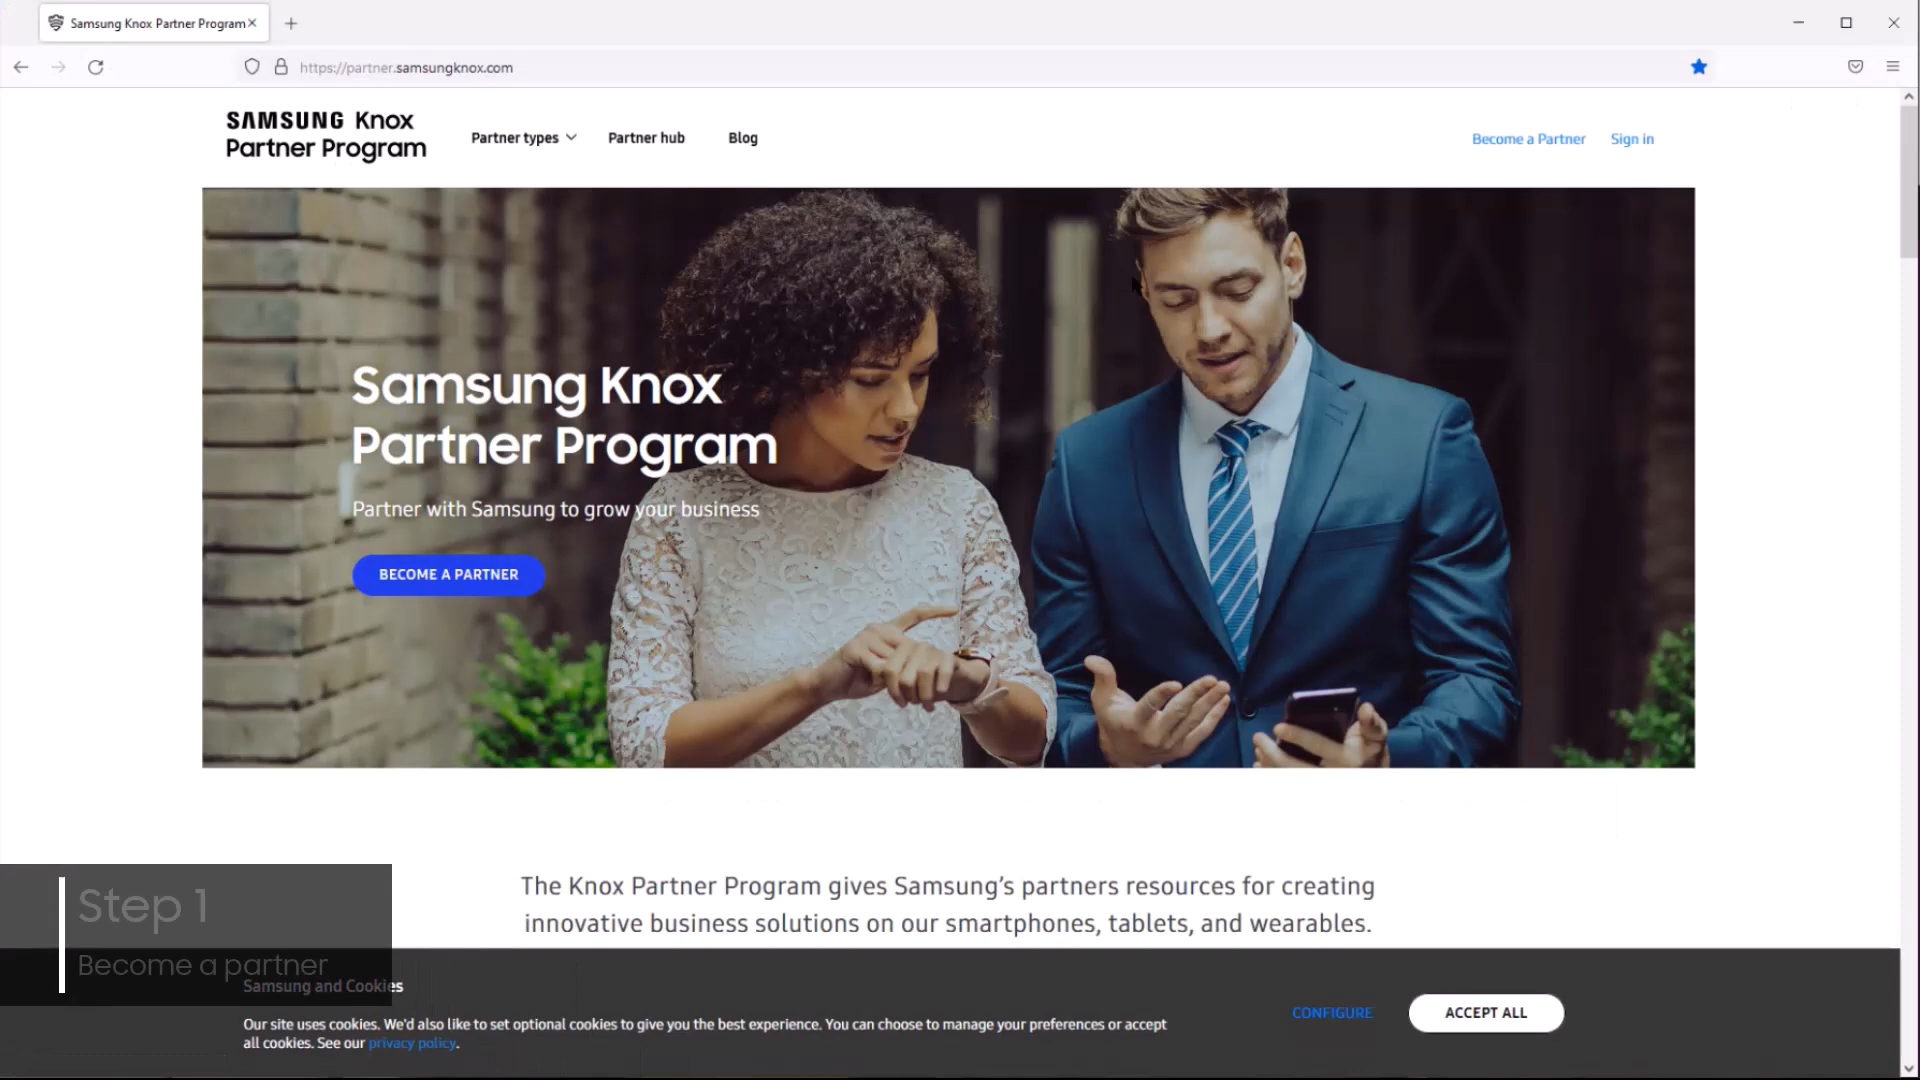 Samsung Knox Partner Program
https://partner.samsungknox.com
SAMSUNG Knox
Partner Program
Partner types
Partner hub
Blog
Become a Partner
Sign in
Samsung Knox
Partner Program
Partner with Samsung to grow your business
BECOME A PARTNER
The Knox Partner Program gives Samsung's partners resources for creating
innovative business solutions on our smartphones, tablets, and wearables.
Step 1
Become a partner
Samsung and Cookies
Our site uses cookies. We'd also like to set optional cookies to give you the best experience. You can choose to manage your preferences or accept
all cookies. See our privacy policy.
CONFIGURE
ACCEPT ALL